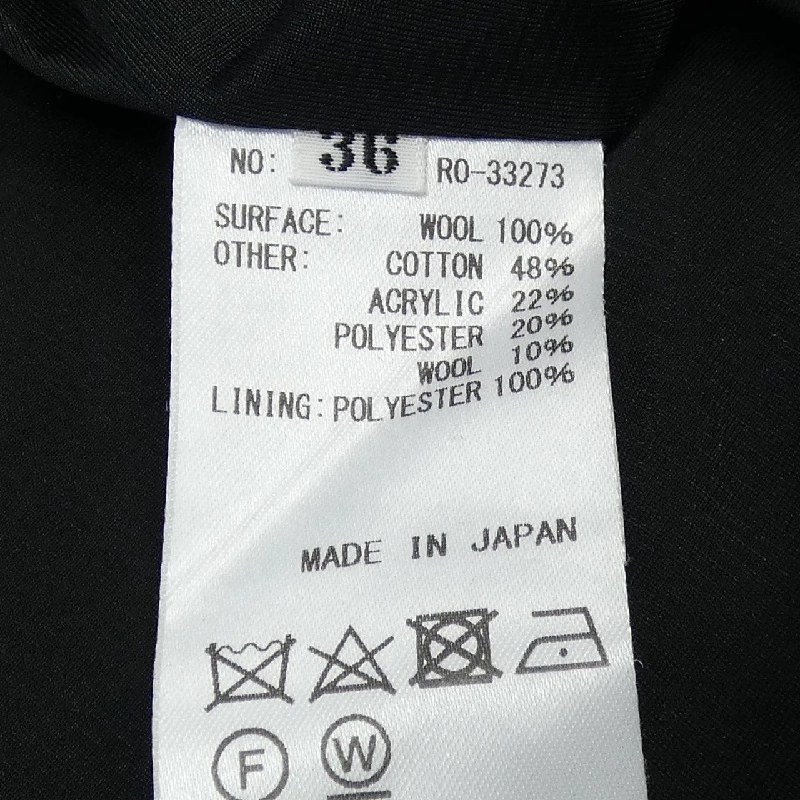 NO: 36 RO-33273
SURFACE: WOOL 100%
OTHER: COTTON 48%
ACRYLIC 22%
POLYESTER 20%
WOOL 10%
LINING: POLYESTER 100%
MADE IN JAPAN
F W